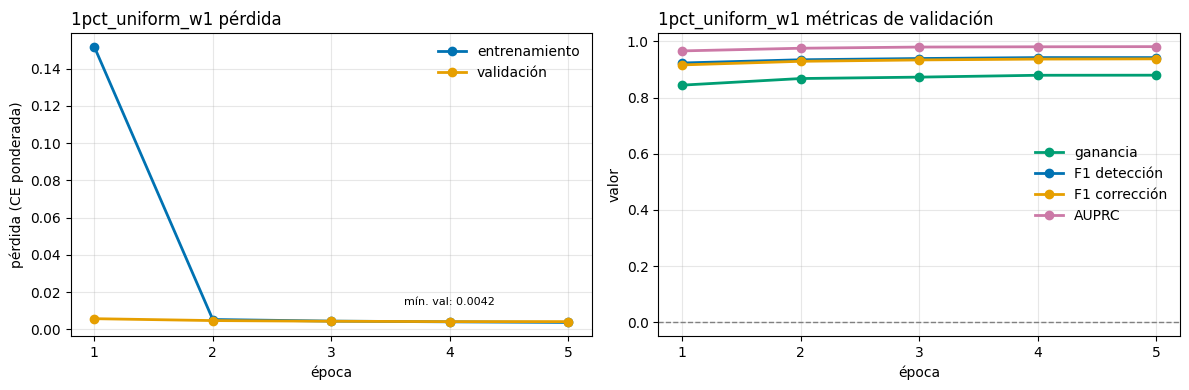 1pct_uniform_w1 pérdida
pérdida (CE ponderada)
0.14
0.12
0.10
0.08
0.06
0.04
0.02
0.00
entrenamiento
validación
mín. val: 0.0042
1 2 3 4 5
época
1pct_uniform_w1 métricas de validación
valor
1.0
0.8
0.6
0.4
0.2
0.0
ganancia
F1 detección
F1 corrección
AUPRC
1 2 3 4 5
época